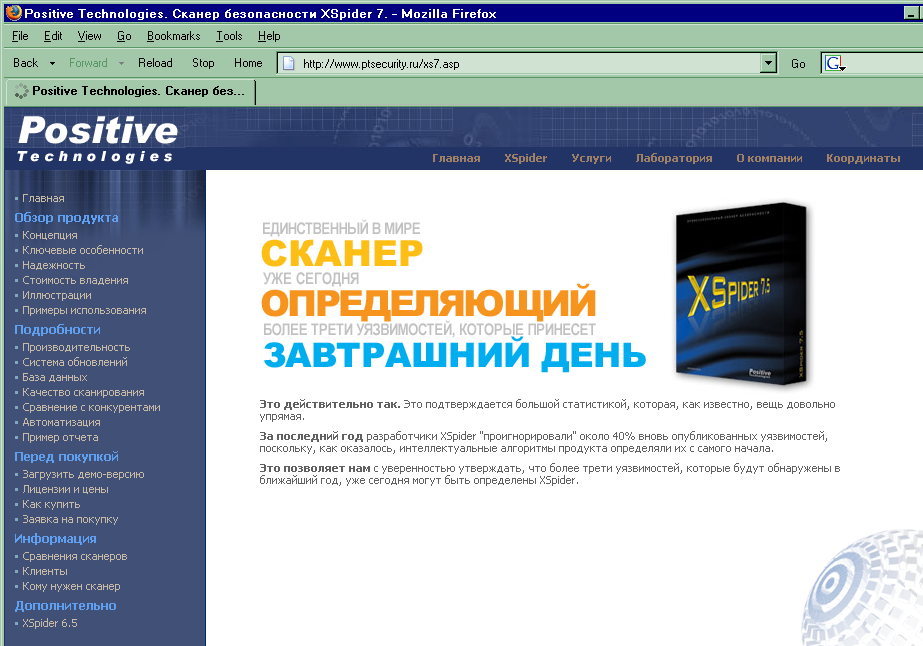 Positive Technologies. Сканер безопасности XSpider 7. - Mozilla Firefox
File Edit View Go Bookmarks Tools Help
Back Forward Reload Stop Home http://www.ptsecurity.ru/xs7.asp Go G
Positive Technologies. Сканер без...
Positive
Technologies
Главная XSpider Услуги Лаборатория О компании Координаты
Главная
Обзор продукта
Концепция
Ключевые особенности
Надежность
Стоимость владения
Иллюстрации
Примеры использования
Подробности
Производительность
Система обновлений
База данных
Качество сканирования
Сравнение с конкурентами
Автоматизация
Пример отчета
Перед покупкой
Загрузить демо-версию
Лицензии и цены
Как купить
Заявка на покупку
Информация
Сравнения сканеров
Клиенты
Кому нужен сканер
Дополнительно
XSpider 6.5
ЕДИНСТВЕННЫЙ В МИРЕ
СКАНЕР
УЖЕ СЕГОДНЯ
ОПРЕДЕЛЯЮЩИЙ
БОЛЕЕ ТРЕТИ УЯЗВИМОСТЕЙ, КОТОРЫЕ ПРИНЕСЕТ
ЗАВТРАШНИЙ ДЕНЬ
XSPIDER 7.5
Positive
XSPIDER 7.5
Это действительно так. Это подтверждается большой статистикой, которая, как известно, вещь довольно
упрямая.
За последний год разработчики XSpider "проигнорировали" около 40% вновь опубликованных уязвимостей,
поскольку, как оказалось, интеллектуальные алгоритмы продукта определяли их с самого начала.
Это позволяет нам с уверенностью утверждать, что более трети уязвимостей, которые будут обнаружены в
ближайший год, уже сегодня могут быть определены XSpider.